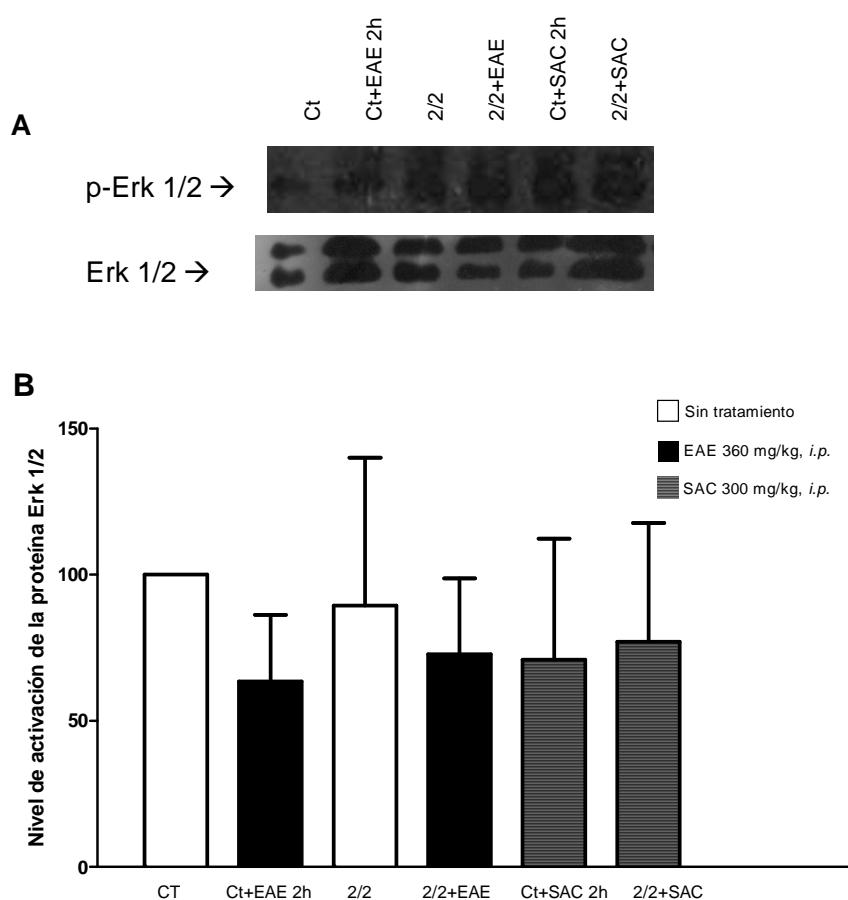 Ct
Ct+EAE 2h
2/2
2/2+EAE
Ct+SAC 2h
2/2+SAC
A
p-Erk 1/2 →
Erk 1/2 →
B
Sin tratamiento
EAE 360 mg/kg, i.p.
SAC 300 mg/kg, i.p.
Nivel de activación de la proteína Erk 1/2
150
100
50
0
CT
Ct+EAE 2h
2/2
2/2+EAE
Ct+SAC 2h
2/2+SAC